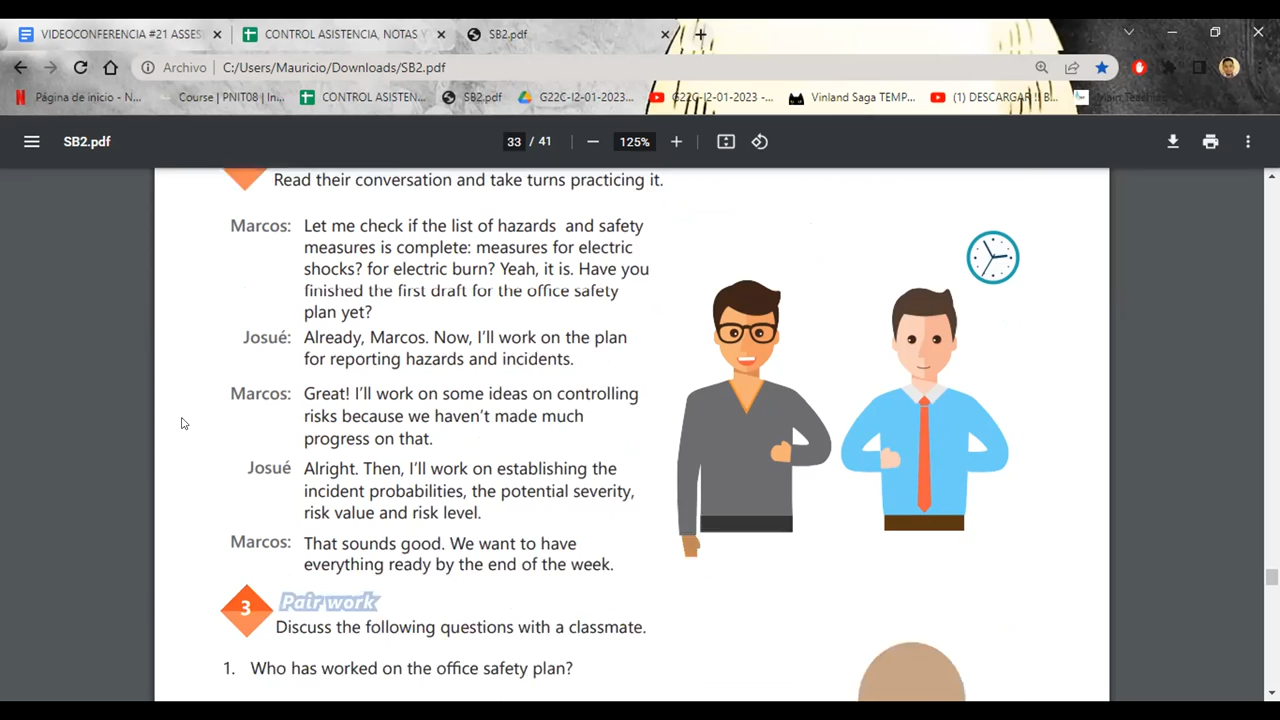 VIDEOCONFERENCIA #21 ASSES
CONTROL ASISTENCIA, NOTAS Y
SB2.pdf
Archivo
C:/Users/Mauricio/Downloads/SB2.pdf
Página de inicio - N...
Course | PNIT08 | In...
CONTROL ASISTEN...
SB2.pdf
G22C-I2-01-2023...
G22C-I2-01-2023 -...
Vinland Saga TEMP...
(1) DESCARGAR
SB2.pdf
33 / 41
125%
Read their conversation and take turns practicing it.
Marcos: Let me check if the list of hazards and safety
measures is complete: measures for electric
shocks? for electric burn? Yeah, it is. Have you
finished the first draft for the office safety
plan yet?
Josué: Already, Marcos. Now, I'll work on the plan
for reporting hazards and incidents.
Marcos: Great! I'll work on some ideas on controlling
risks because we haven't made much
progress on that.
Josué Alright. Then, I'll work on establishing the
incident probabilities, the potential severity,
risk value and risk level.
Marcos: That sounds good. We want to have
everything ready by the end of the week.
3 Pair work
Discuss the following questions with a classmate.
1. Who has worked on the office safety plan?